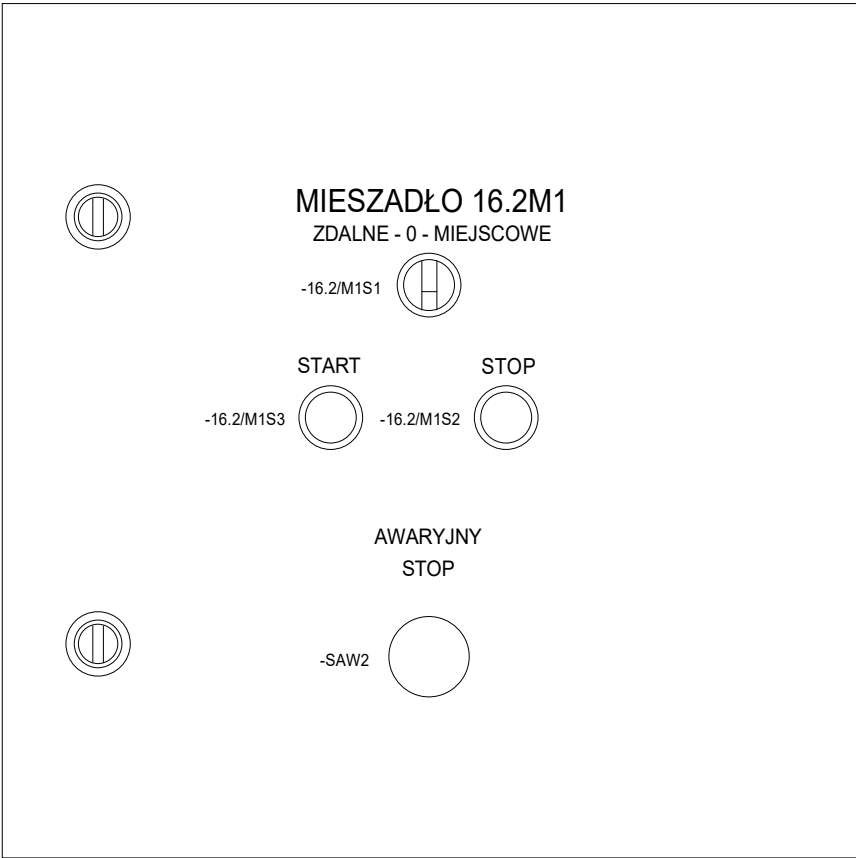 MIESZADŁO 16.2M1
ZDALNE - 0 - MIEJSCOWE
-16.2/M1S1
START STOP
-16.2/M1S3 -16.2/M1S2
AWARYJNY
STOP
-SAW2